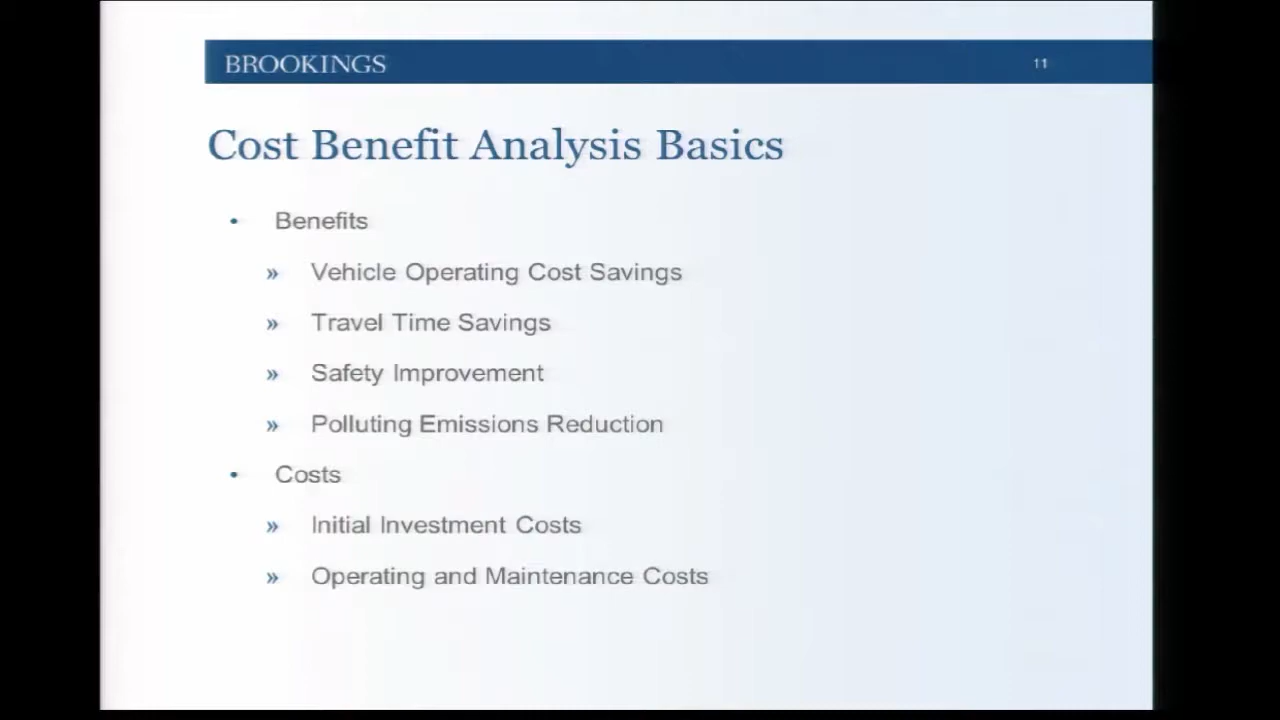 BROOKINGS 11
Cost Benefit Analysis Basics
• Benefits
» Vehicle Operating Cost Savings
» Travel Time Savings
» Safety Improvement
» Polluting Emissions Reduction
• Costs
» Initial Investment Costs
» Operating and Maintenance Costs